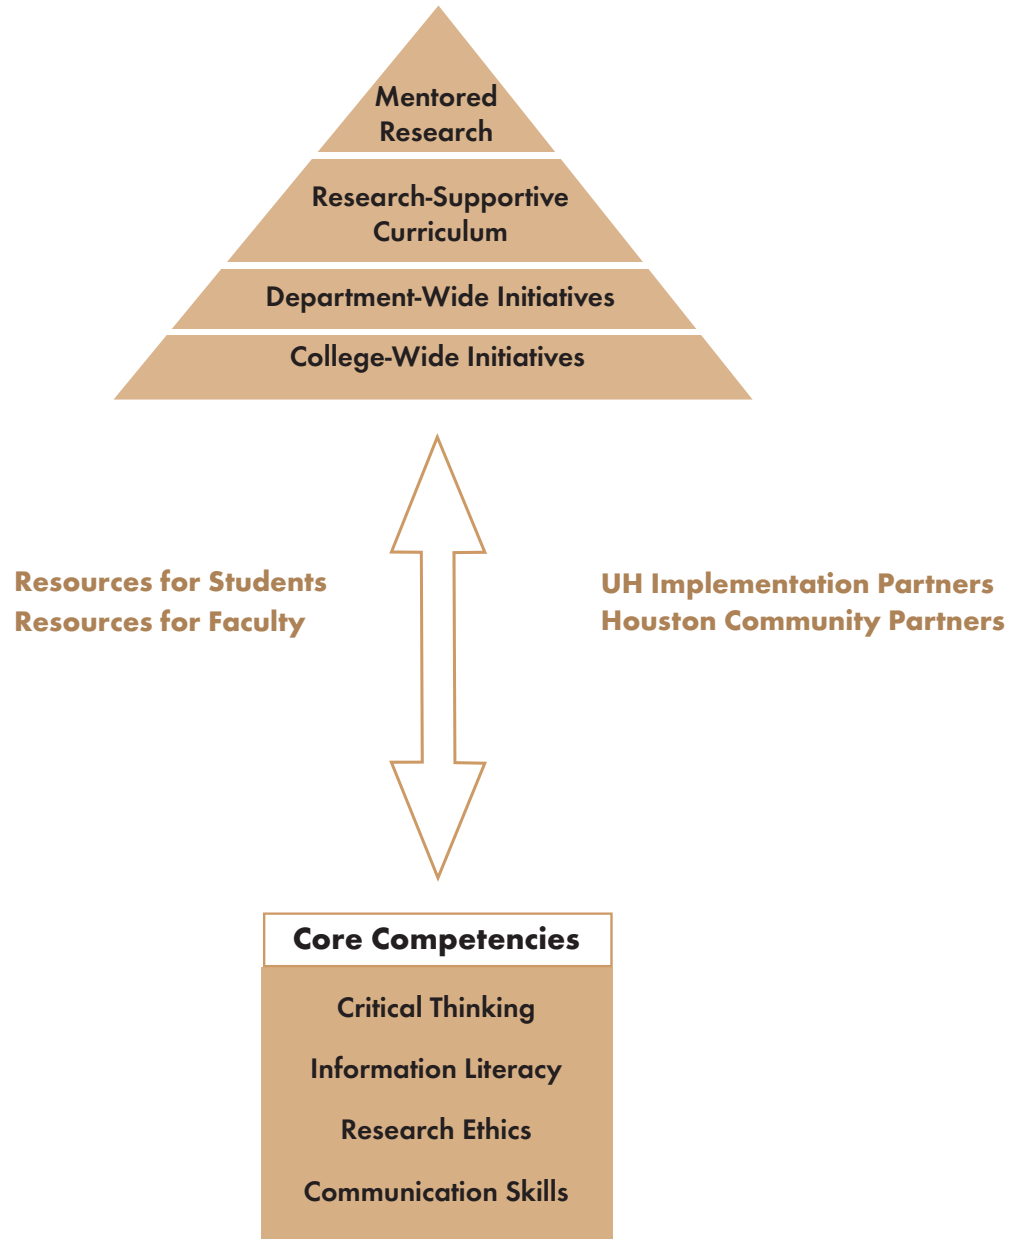 Mentored
Research
Research-Supportive
Curriculum
Department-Wide Initiatives
College-Wide Initiatives
Resources for Students
Resources for Faculty
UH Implementation Partners
Houston Community Partners
Core Competencies
Critical Thinking
Information Literacy
Research Ethics
Communication Skills